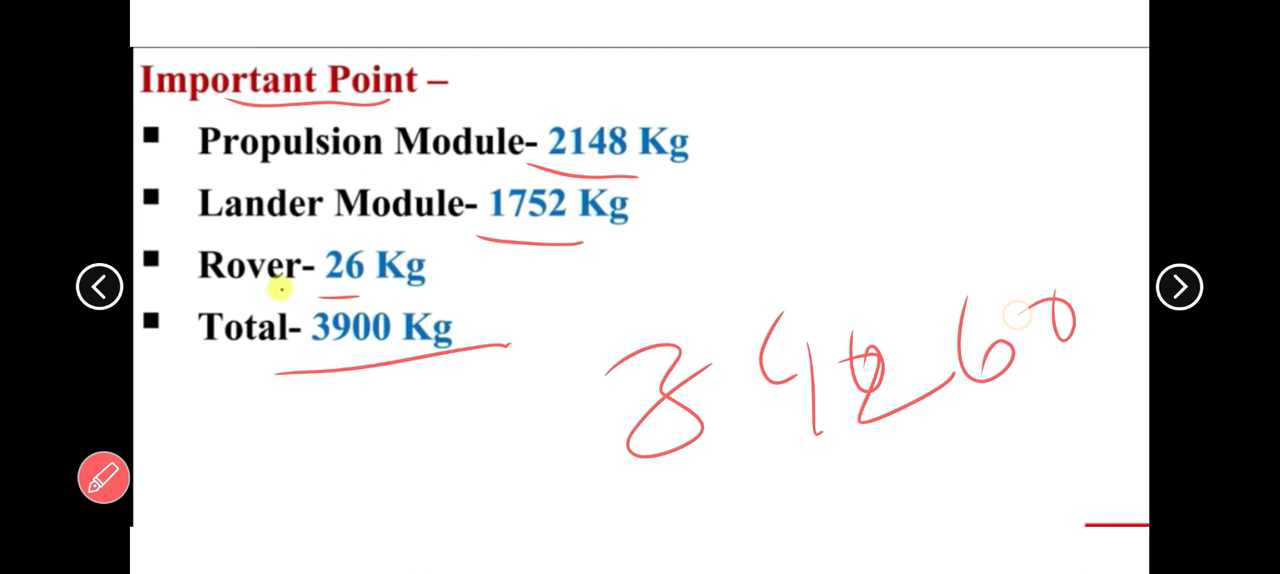 Important Point –
▪ Propulsion Module- 2148 Kg
▪ Lander Module- 1752 Kg
▪ Rover- 26 Kg
▪ Total- 3900 Kg